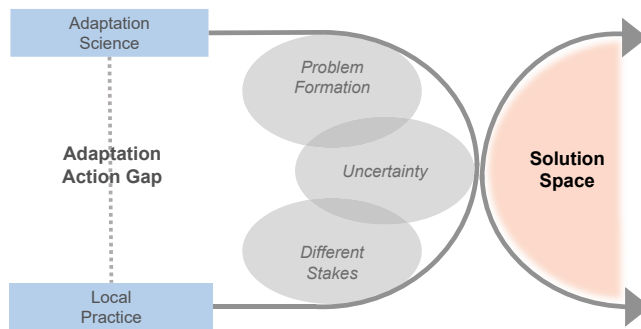 Adaptation
Science
Problem
Formation
Adaptation
Action Gap
Uncertainty
Solution
Space
Different
Stakes
Local
Practice